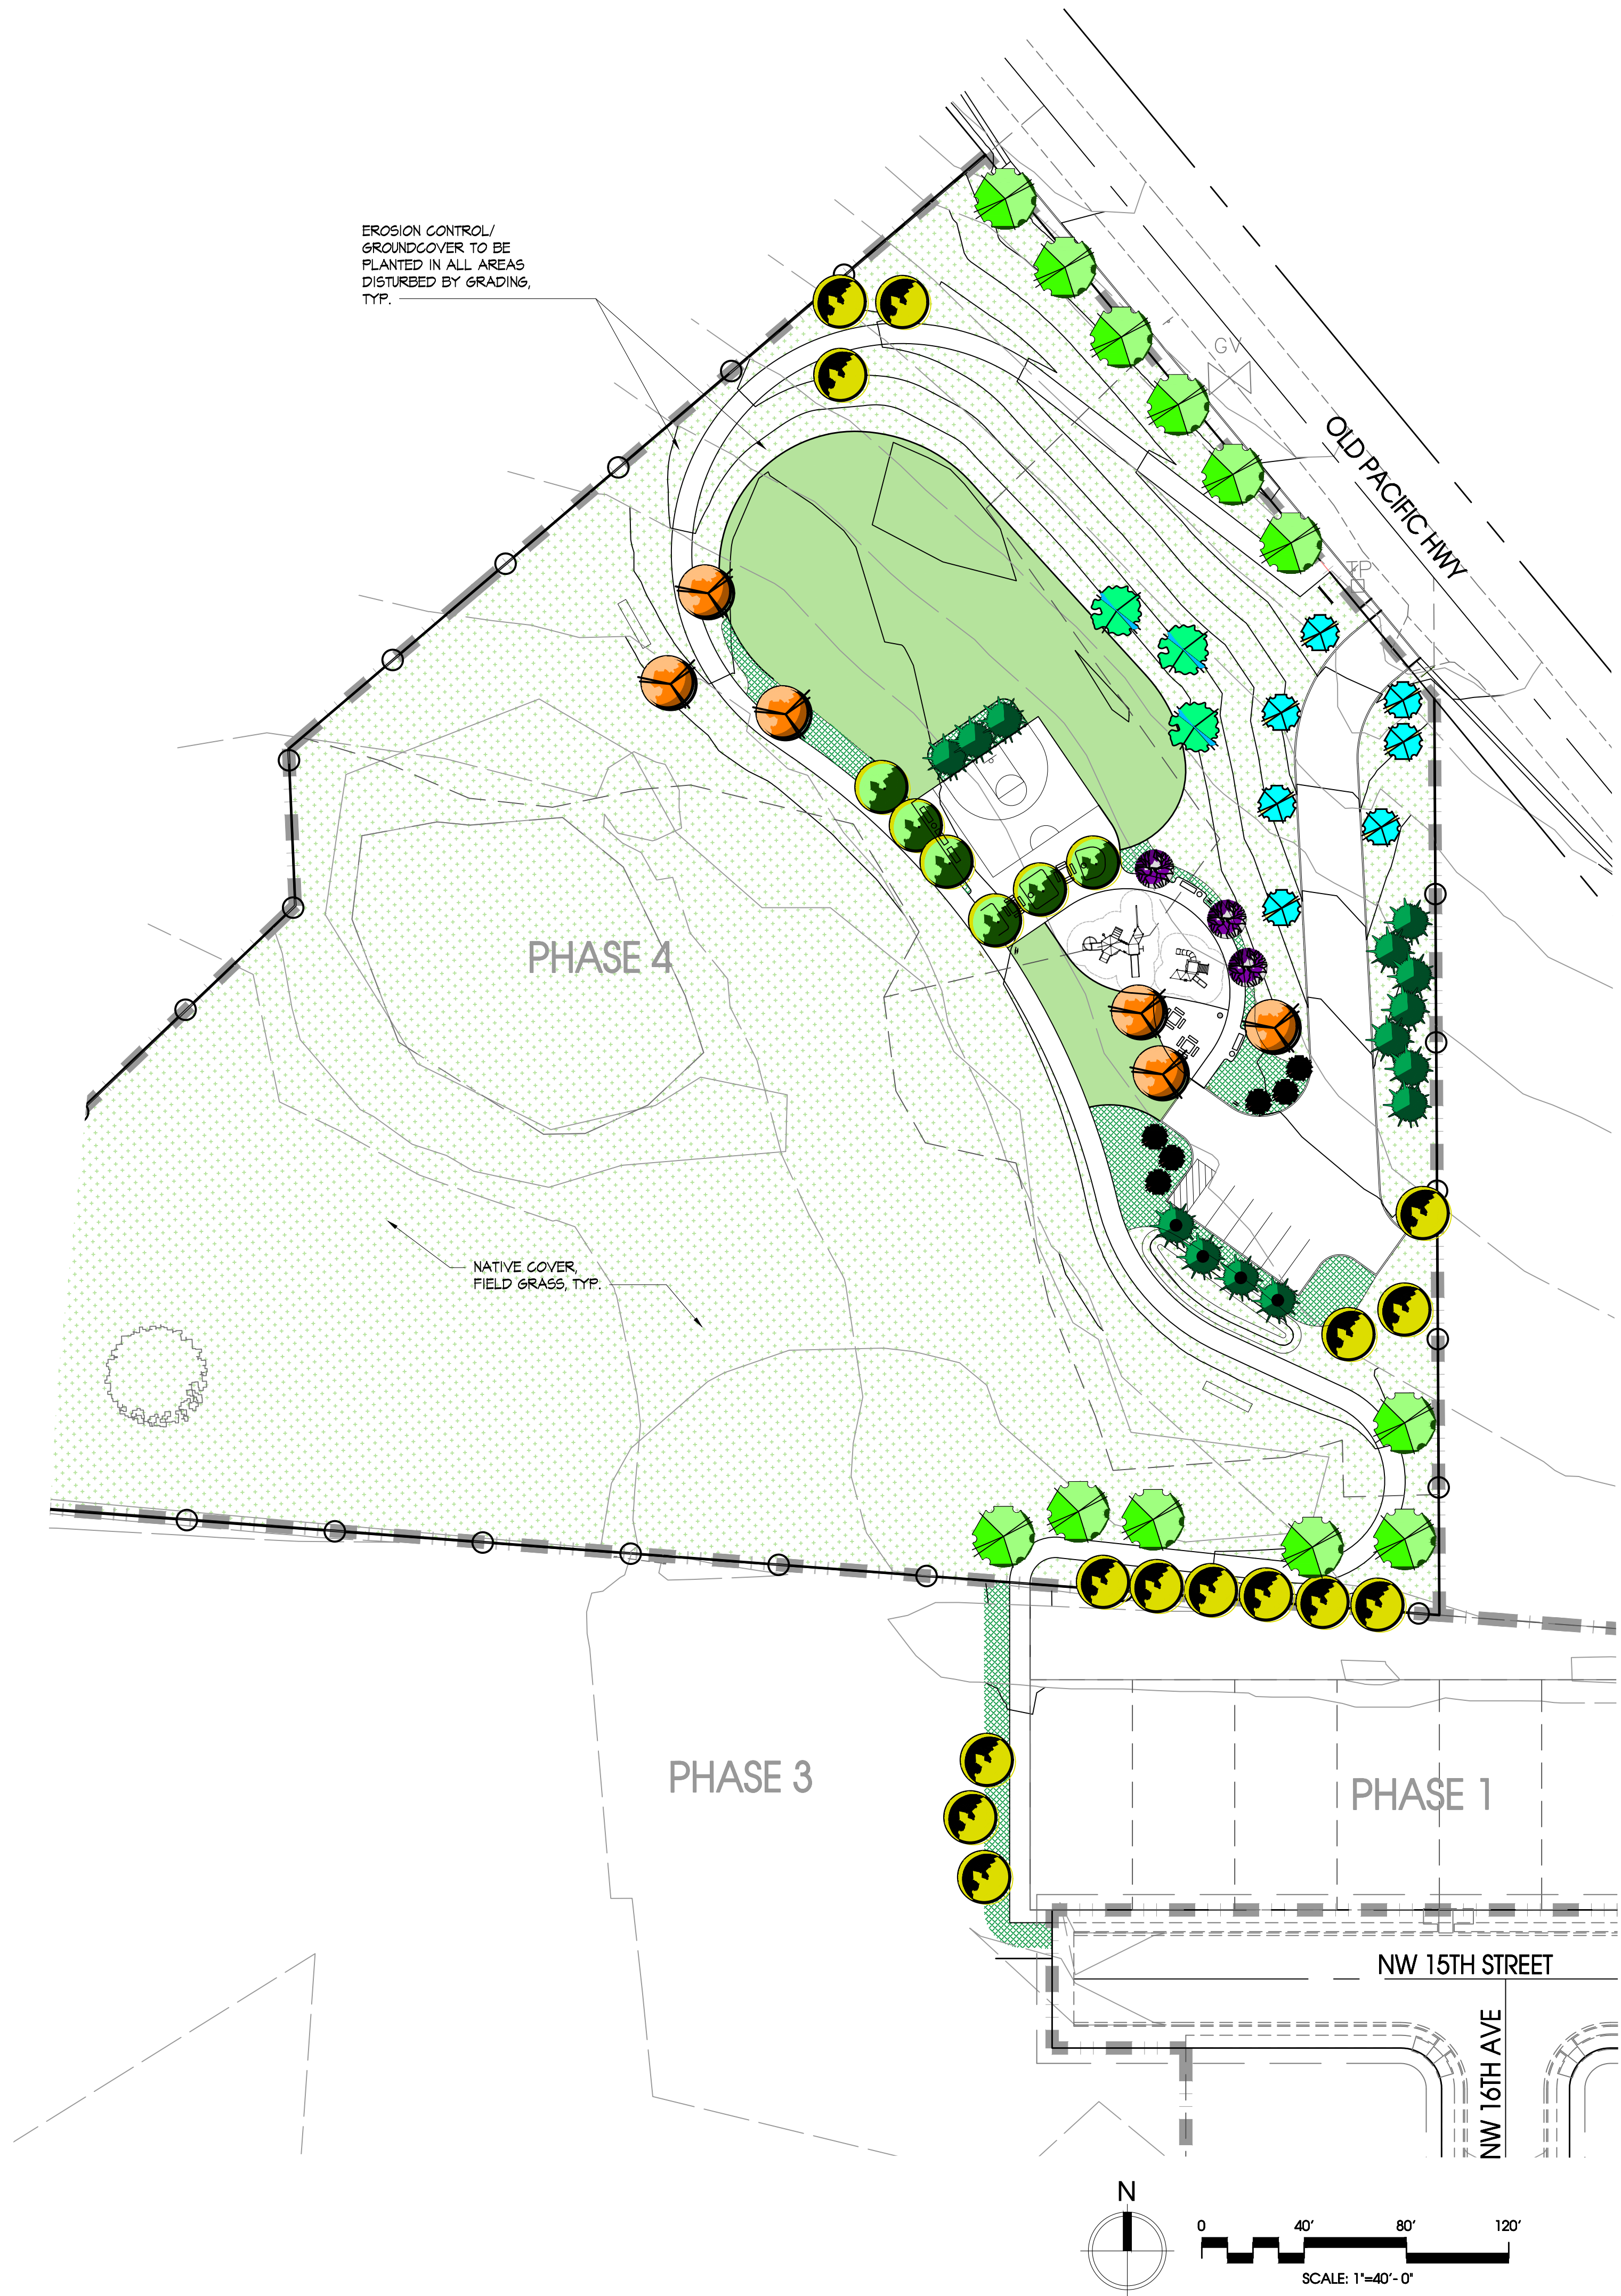 EROSION CONTROL/
GROUNDCOVER TO BE
PLANTED IN ALL AREAS
DISTURBED BY GRADING,
TYP.
GV
OLD PACIFIC HWY
TP
PHASE 4
NATIVE COVER,
FIELD GRASS, TYP.
PHASE 3
PHASE 1
NW 15TH STREET
NW 16TH AVE
N
0 40' 80' 120'
SCALE: 1"=40'- 0"